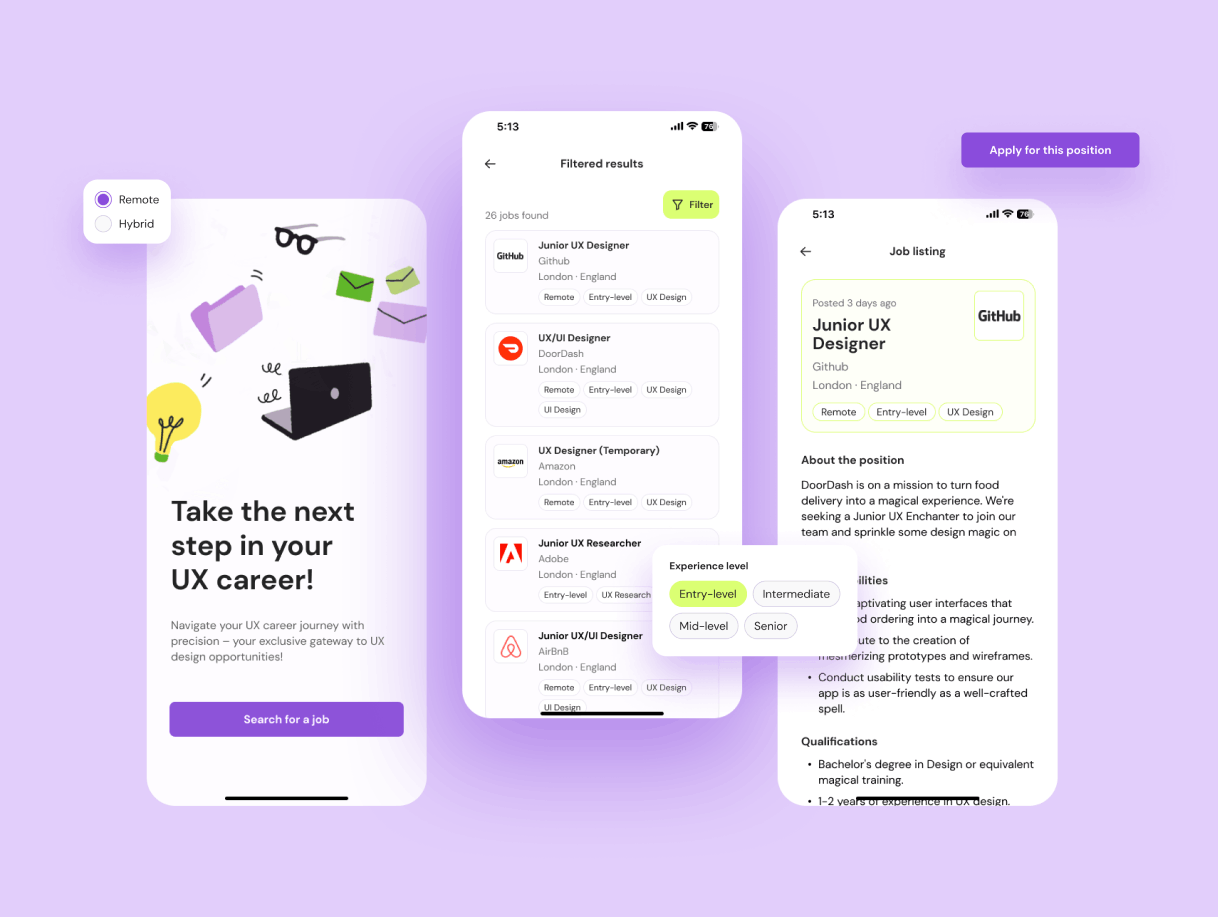 Remote
Hybrid
Take the next
step in your
UX career!
Navigate your UX career journey with
precision – your exclusive gateway to UX
design opportunities!
Search for a job
5:13
76
Filtered results
26 jobs found
Filter
GitHub
Junior UX Designer
Github
London · England
Remote Entry-level UX Design
UX/UI Designer
DoorDash
London · England
Remote Entry-level UX Design
UI Design
amazon
UX Designer (Temporary)
Amazon
London · England
Remote Entry-level UX Design
Junior UX Researcher
Adobe
London · England
Entry-level UX Research
Junior UX/UI Designer
AirBnB
London · England
Remote Entry-level UX Design
UI Design
Experience level
Entry-level Intermediate
Mid-level Senior
Apply for this position
5:13
76
Job listing
Posted 3 days ago
Junior UX
Designer
GitHub
Github
London · England
Remote Entry-level UX Design
About the position
DoorDash is on a mission to turn food
delivery into a magical experience. We're
seeking a Junior UX Enchanter to join our
team and sprinkle some design magic on
user interfaces that
ordering into a magical journey.
to the creation of
mesmerizing prototypes and wireframes.
• Conduct usability tests to ensure our
app is as user-friendly as a well-crafted
spell.
Qualifications
• Bachelor's degree in Design or equivalent
magical training.
• 1-2 years of experience in UX design.